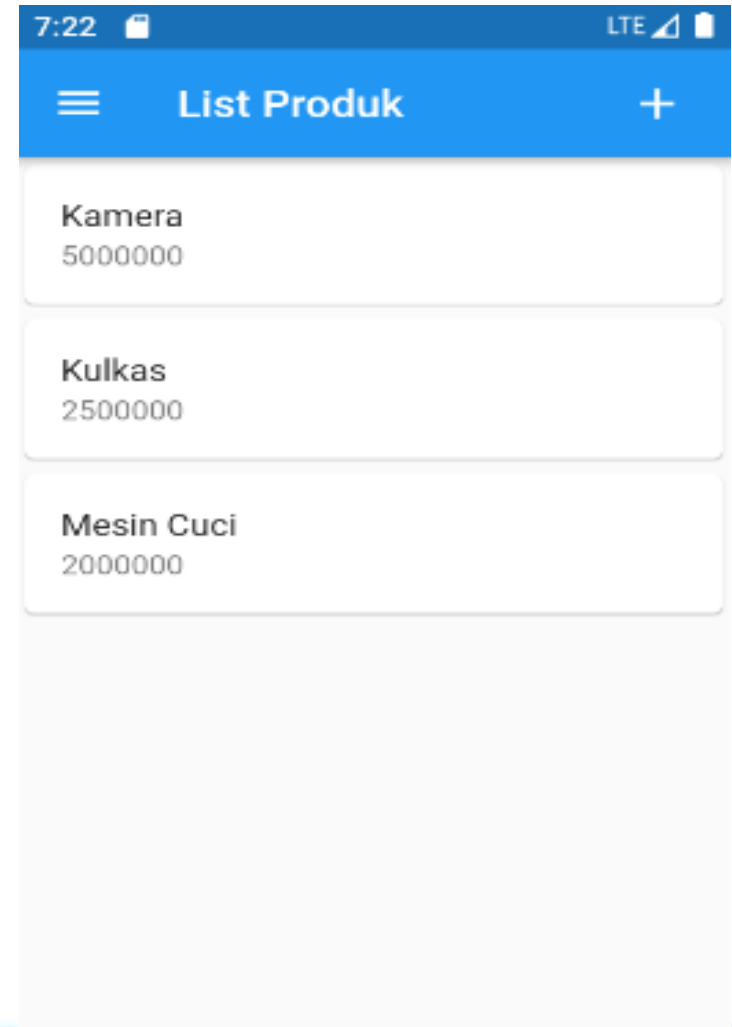 7:22
LTE
List Produk
Kamera
5000000
Kulkas
2500000
Mesin Cuci
2000000